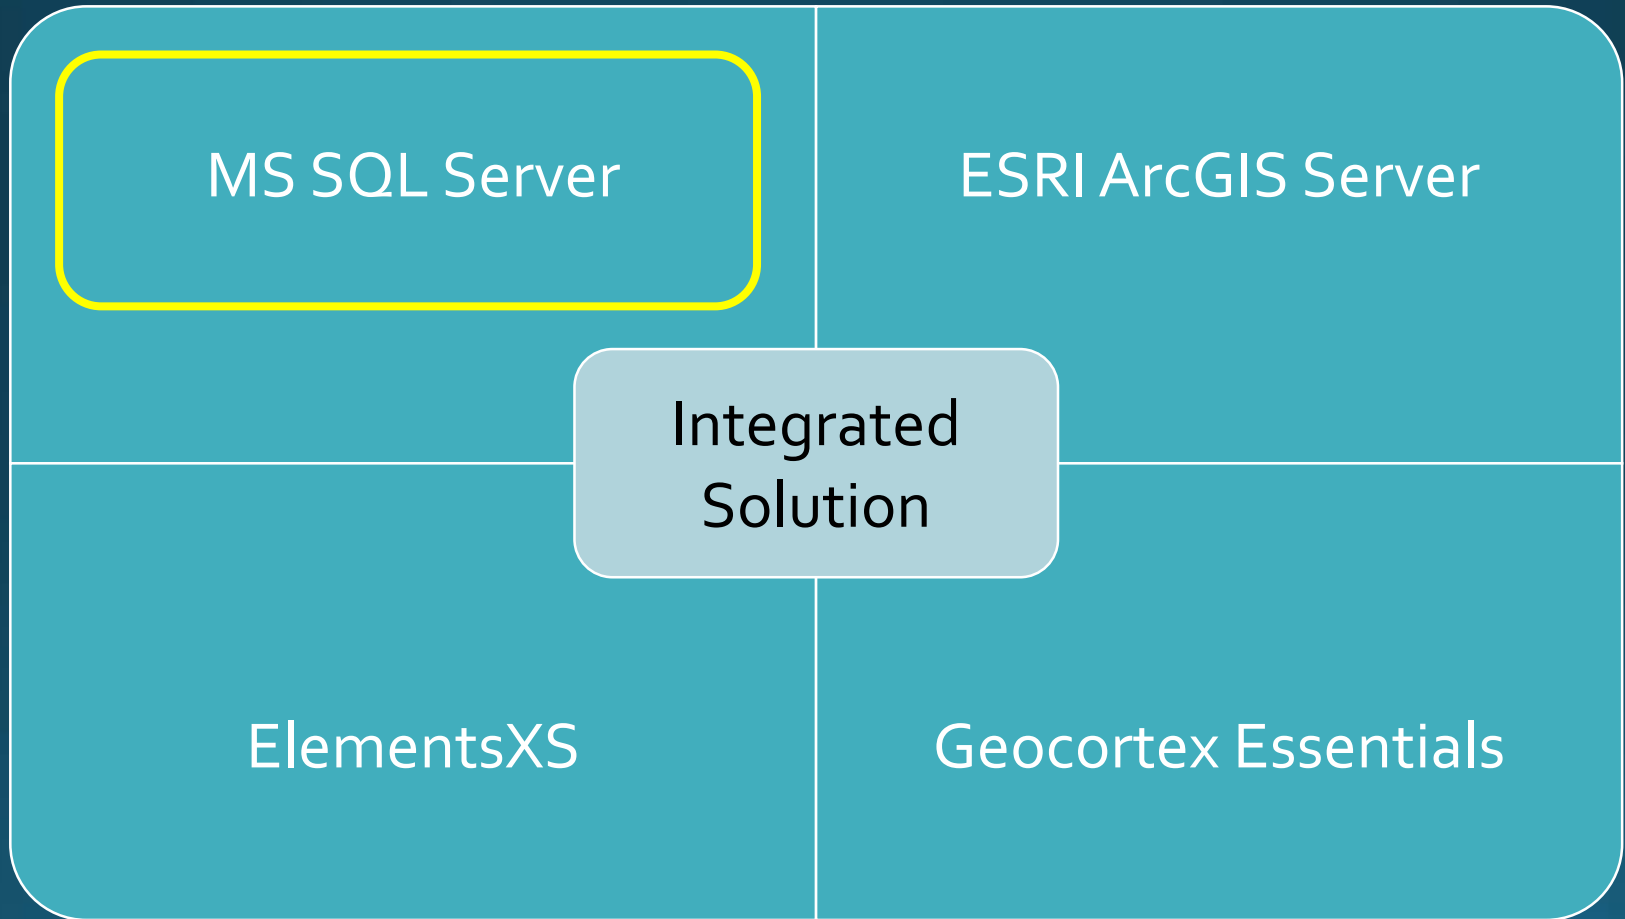 MS SQL Server
ESRI ArcGIS Server
Integrated
Solution
ElementsXS
Geocortex Essentials